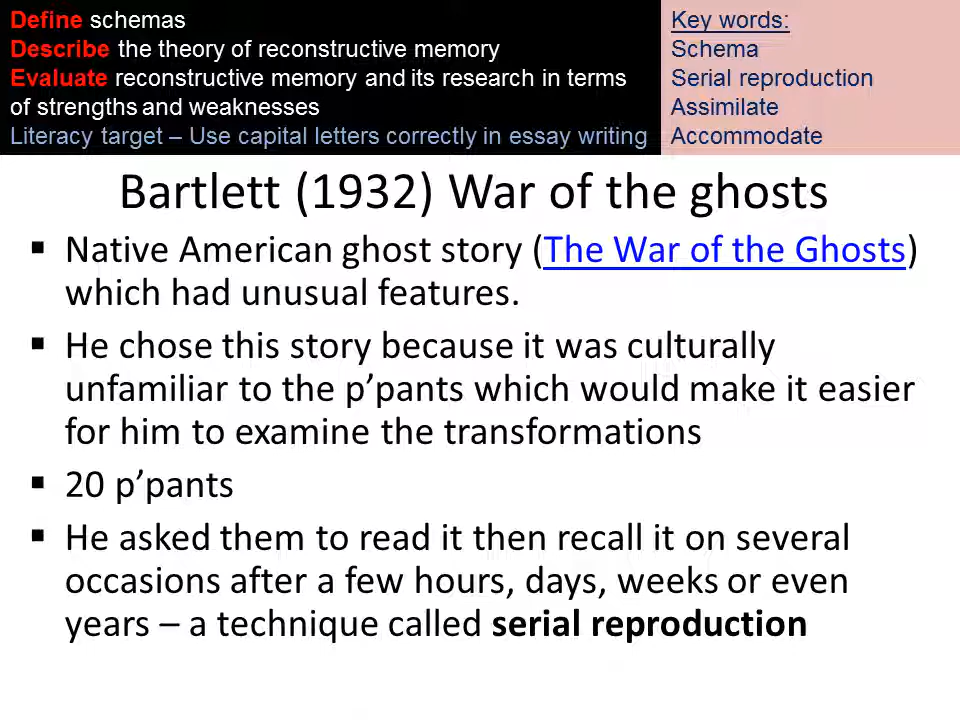 Define schemas
Describe the theory of reconstructive memory
Evaluate reconstructive memory and its research in terms
of strengths and weaknesses
Literacy target – Use capital letters correctly in essay writing
Key words:
Schema
Serial reproduction
Assimilate
Accommodate
Bartlett (1932) War of the ghosts
▪ Native American ghost story (The War of the Ghosts)
which had unusual features.
▪ He chose this story because it was culturally
unfamiliar to the p’pants which would make it easier
for him to examine the transformations
▪ 20 p’pants
▪ He asked them to read it then recall it on several
occasions after a few hours, days, weeks or even
years – a technique called serial reproduction